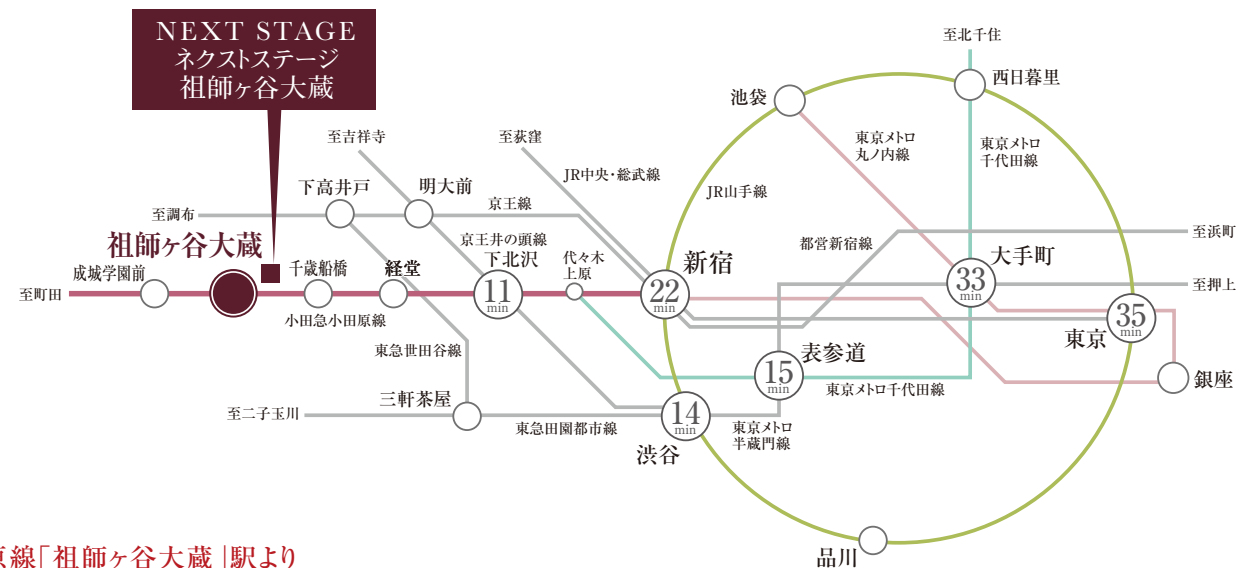 NEXT STAGE
ネクストステージ
祖師ヶ谷大蔵
至北千住
西日暮里
池袋
東京メトロ
丸ノ内線
東京メトロ
千代田線
至吉祥寺
至荻窪
JR中央・総武線
JR山手線
下高井戸
明大前
京王線
至調布
都営新宿線
至浜町
祖師ヶ谷大蔵
京王井の頭線
下北沢
代々木
上原
新宿
大手町
成城学園前
千歳船橋
経堂
至町田
11
min
22
min
33
min
至押上
小田急小田原線
35
min
東京
東急世田谷線
表参道
15
min
銀座
東京メトロ千代田線
三軒茶屋
至二子玉川
14
min
東急田園都市線
東京メトロ
半蔵門線
渋谷
品川
原線「祖師ヶ谷大蔵」駅より